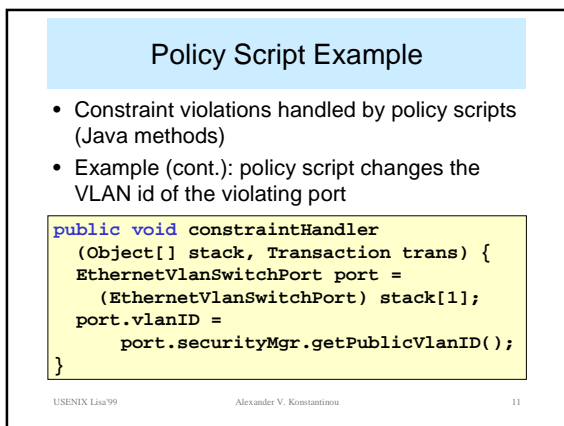 Policy Script Example
• Constraint violations handled by policy scripts
(Java methods)
• Example (cont.): policy script changes the
VLAN id of the violating port
public void constraintHandler
(Object[] stack, Transaction trans) {
EthernetVlanSwitchPort port =
(EthernetVlanSwitchPort) stack[1];
port.vlanID =
port.securityMgr.getPublicVlanID();
}
USENIX Lisa'99 Alexander V. Konstantinou 11